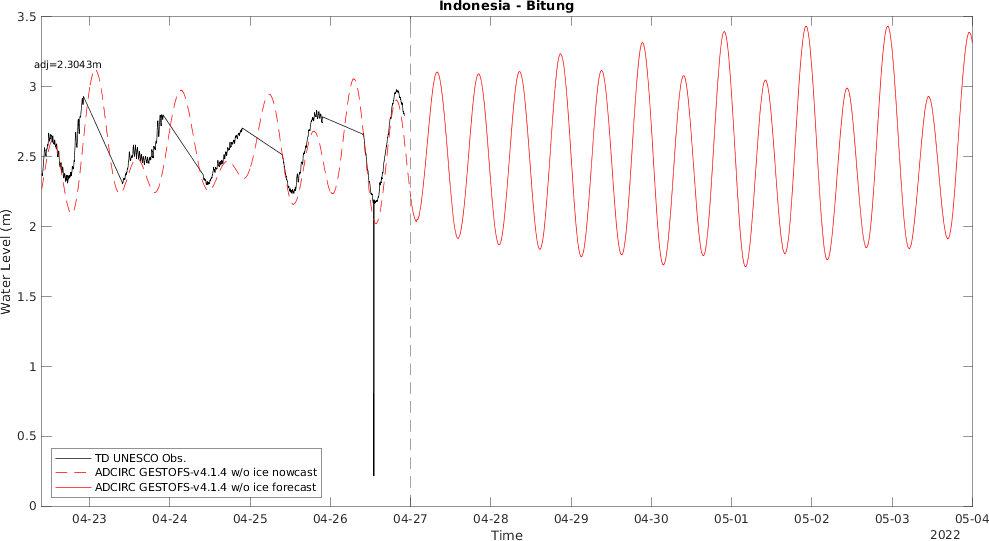 Indonesia - Bitung
adj=2.3043m
3.5
3
2.5
2
1.5
1
0.5
0
Water Level (m)
TD UNESCO Obs.
ADCIRC GESTOFS-v4.1.4 w/o ice nowcast
ADCIRC GESTOFS-v4.1.4 w/o ice forecast
04-23 04-24 04-25 04-26 04-27 04-28 04-29 04-30 05-01 05-02 05-03 05-04
Time
2022